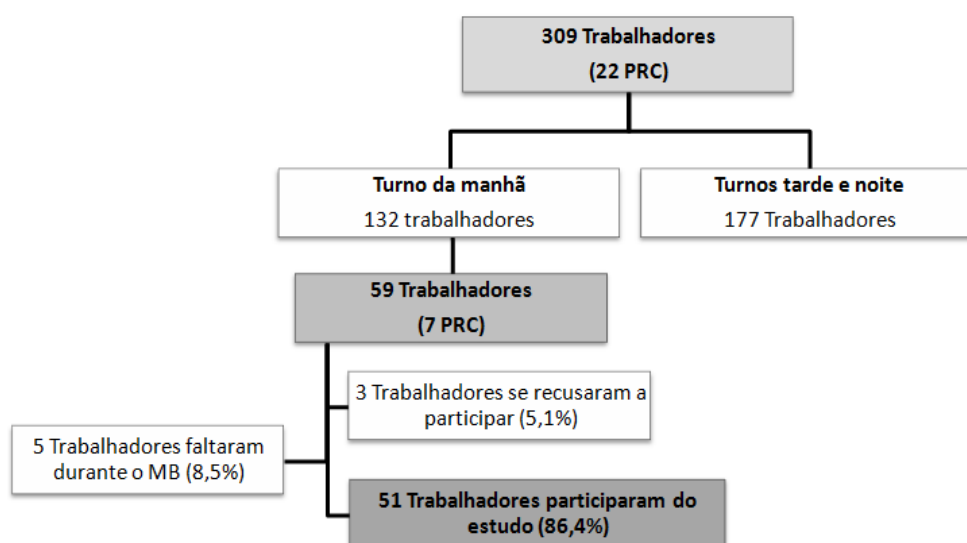 309 Trabalhadores
(22 PRC)
Turno da manhã
132 trabalhadores
Turnos tarde e noite
177 Trabalhadores
59 Trabalhadores
(7 PRC)
3 Trabalhadores se recusaram a
participar (5,1%)
5 Trabalhadores faltaram
durante o MB (8,5%)
51 Trabalhadores participaram do
estudo (86,4%)